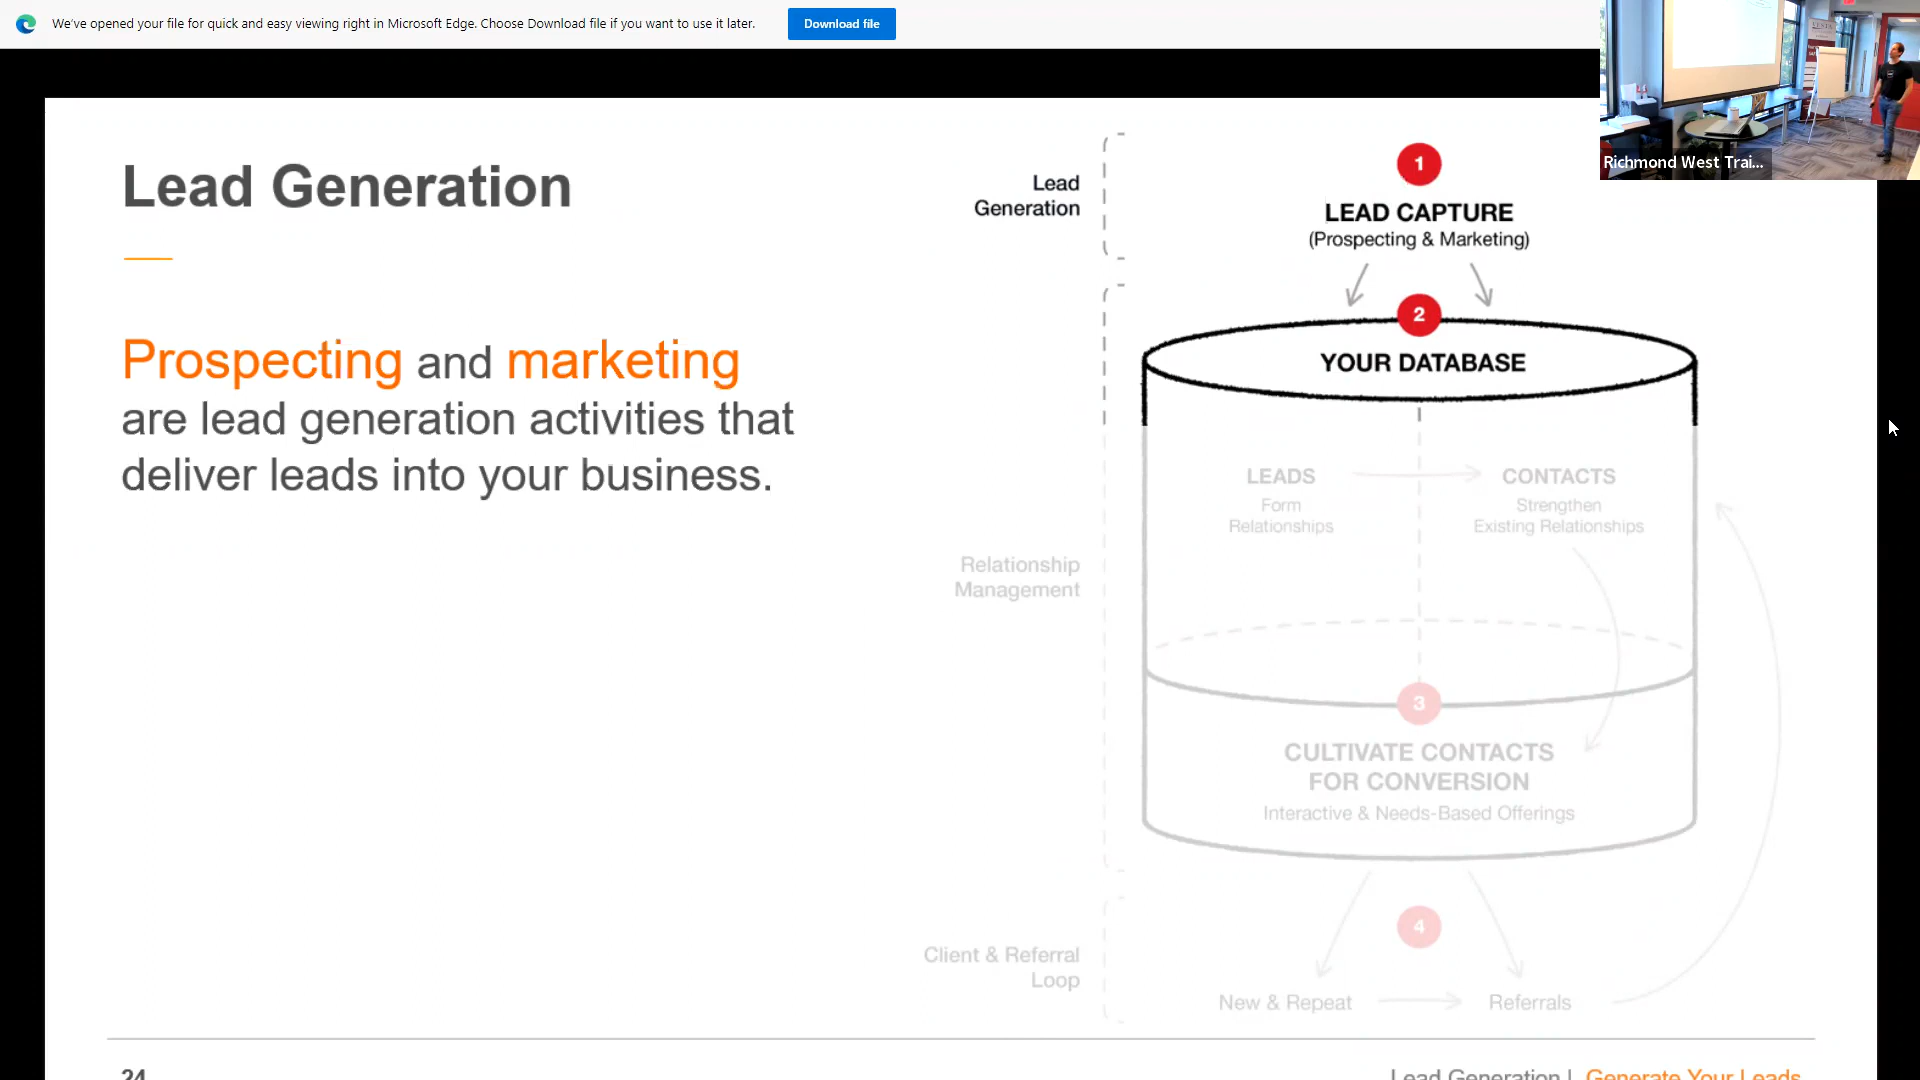 We've opened your file for quick and easy viewing right in Microsoft Edge. Choose Download file if you want to use it later.
Download file
Richmond West Trai...
Lead Generation
Prospecting and marketing
are lead generation activities that
deliver leads into your business.
Lead
Generation
1
LEAD CAPTURE
(Prospecting & Marketing)
2
YOUR DATABASE
LEADS
Form
Relationships
CONTACTS
Strengthen
Existing Relationships
Relationship
Management
3
CULTIVATE CONTACTS
FOR CONVERSION
Interactive & Needs-Based Offerings
4
Client & Referral
Loop
New & Repeat
Referrals
24
Lead Generation | Generate Your Leads